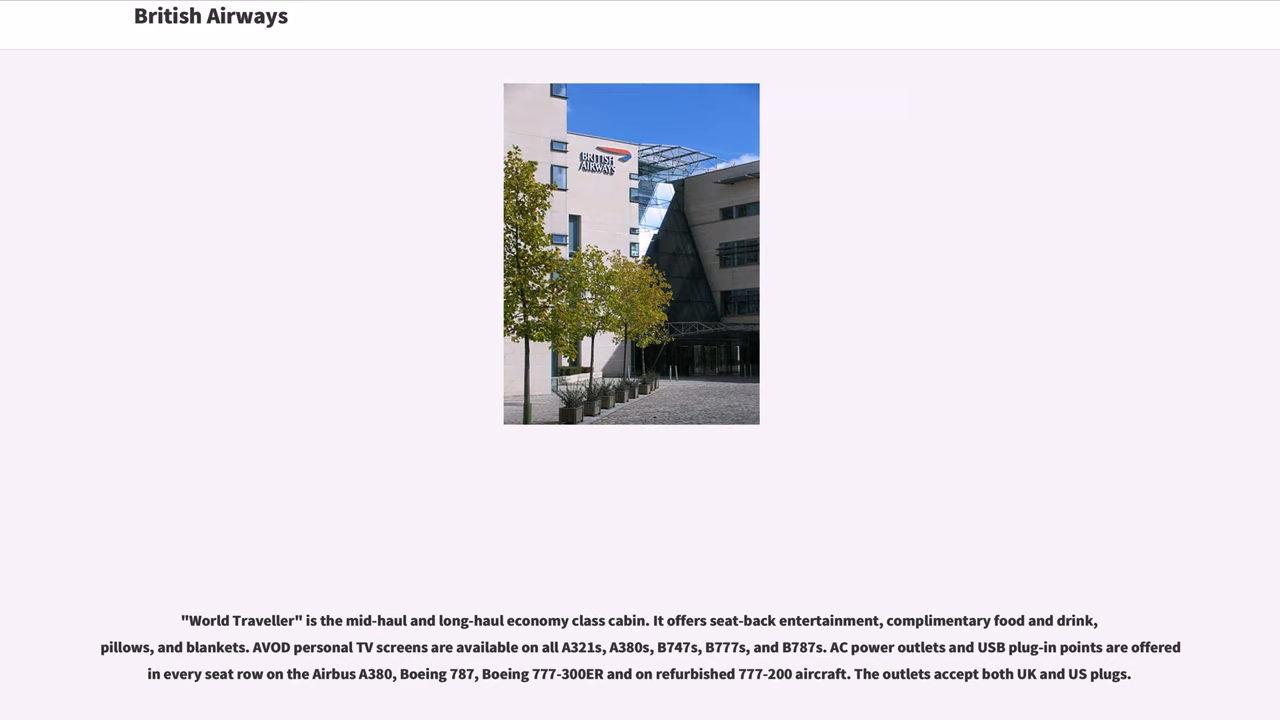 British Airways
BRITISH
AIRWAYS
"World Traveller" is the mid-haul and long-haul economy class cabin. It offers seat-back entertainment, complimentary food and drink,
pillows, and blankets. AVOD personal TV screens are available on all A321s, A380s, B747s, B777s, and B787s. AC power outlets and USB plug-in points are offered
in every seat row on the Airbus A380, Boeing 787, Boeing 777-300ER and on refurbished 777-200 aircraft. The outlets accept both UK and US plugs.